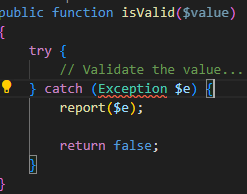 public function isValid($value)
{
    try {
        // Validate the value...
    } catch (Exception $e) {
        report($e);

        return false;
    }
}